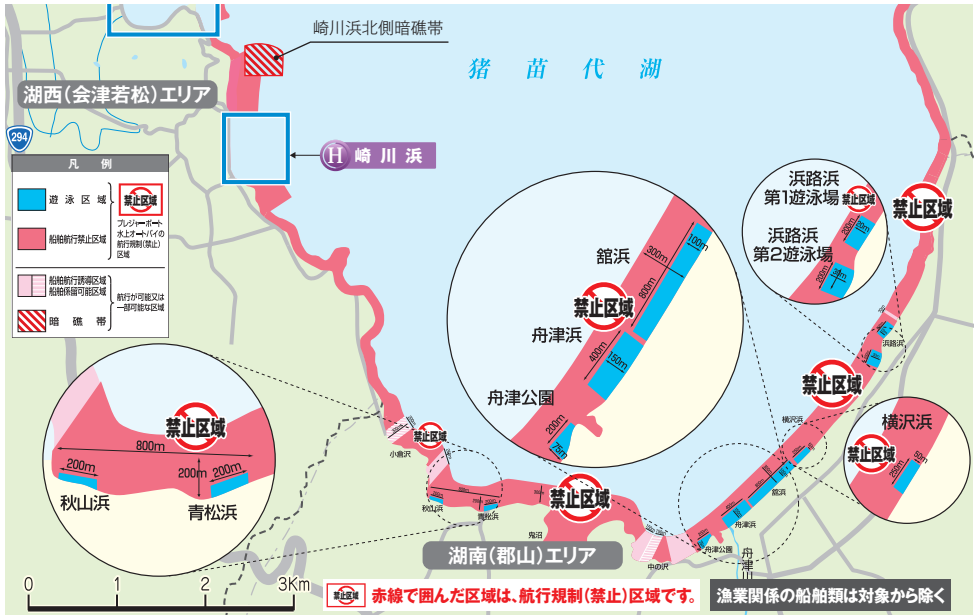 崎川浜北側暗礁帯
猪苗代湖
湖西(会津若松)エリア
294
H 崎川浜
凡例
遊泳区域
船舶航行禁止区域
禁止区域
プレジャーボート
水上オートバイの
航行規制(禁止)
区域
船舶航行誘導区域
船舶係留可能区域
航行が可能又は
一部可能な区域
暗礁帯
浜路浜
第1遊泳場
禁止区域
浜路浜
第2遊泳場
200m
200m
禁止区域
舘浜
100m
300m
800m
禁止区域
舟津浜
400m
150m
舟津公園
200m
75m
浜路浜
禁止区域
横沢浜
禁止区域
250m
50m
横沢浜
禁止区域
800m
200m
200m
200m
秋山浜
青松浜
小倉沢
禁止区域
秋山浜
青松浜
鬼沼
禁止区域
中の沢
舟津公園
舟津浜
舘浜
舟津川
湖南(郡山)エリア
0 1 2 3Km
禁止区域 赤線で囲んだ区域は、航行規制(禁止)区域です。
漁業関係の船舶類は対象から除く